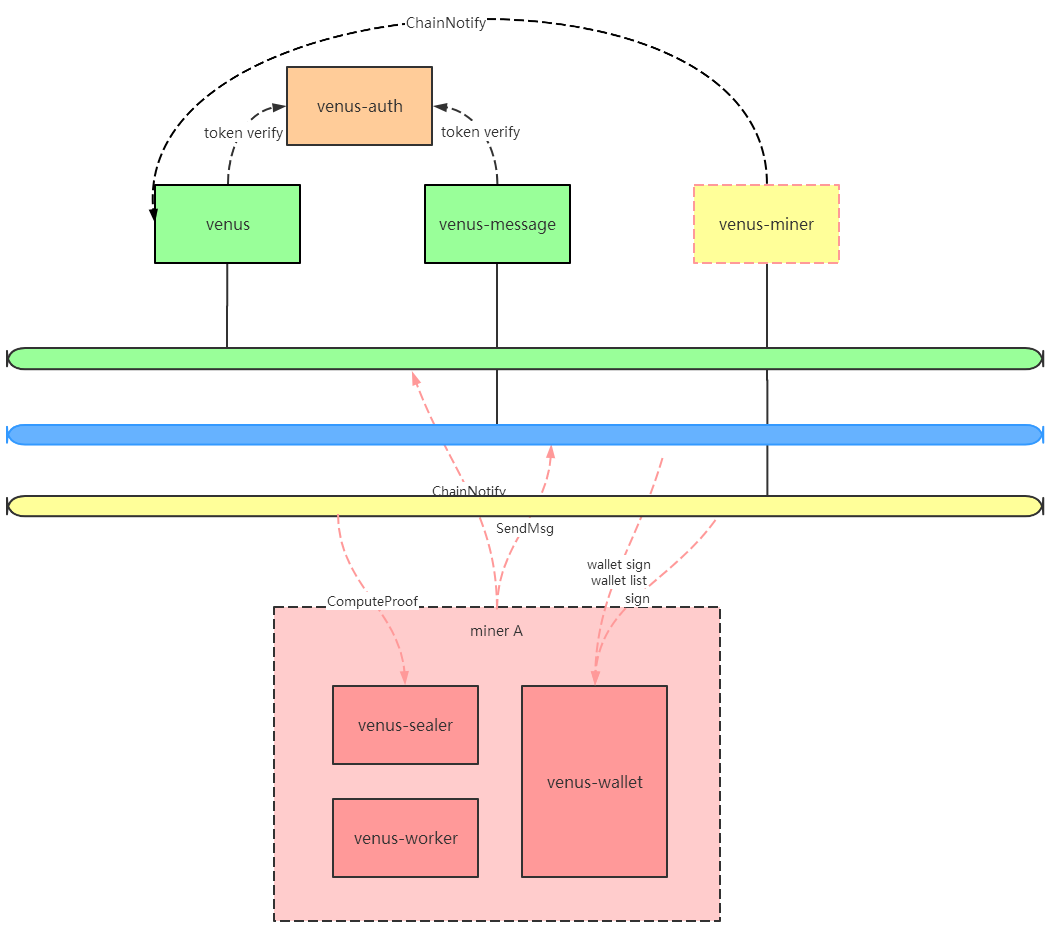 ChainNotify
venus-auth
token verify
token verify
venus
venus-message
venus-miner
ChainNotify
SendMsg
wallet sign
wallet list
sign
ComputeProof
miner A
venus-sealer
venus-wallet
venus-worker